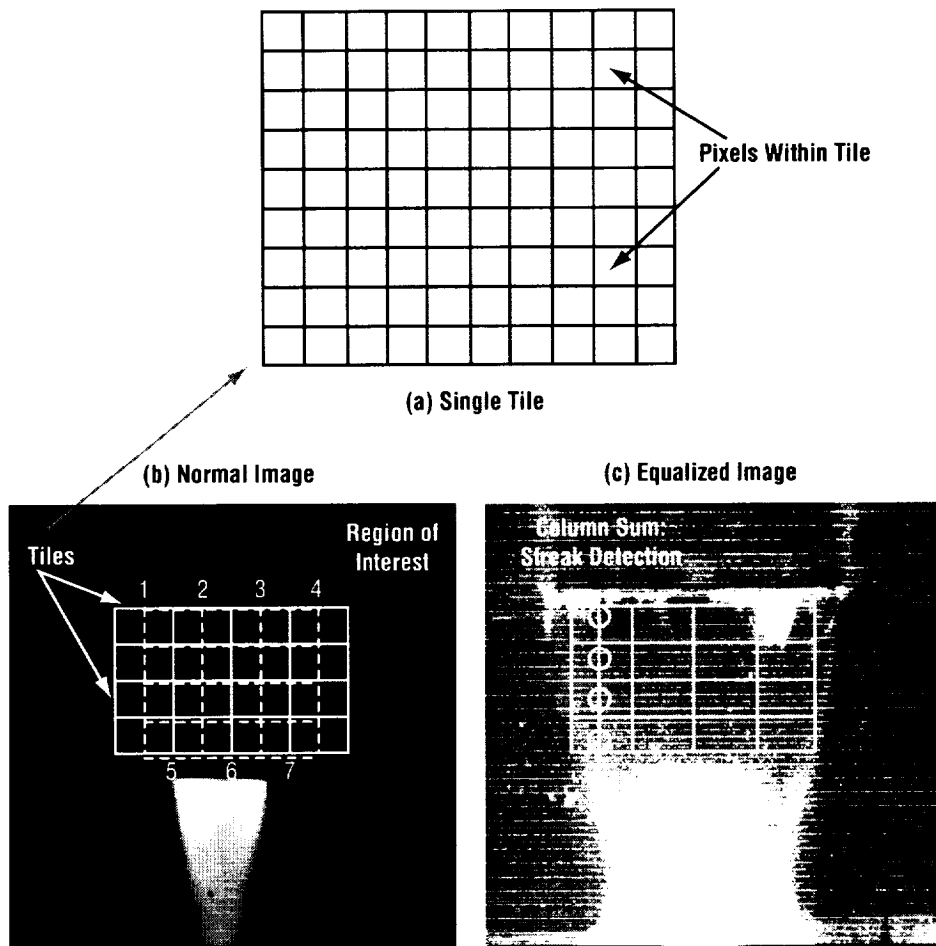 Pixels Within Tile
(a) Single Tile
(b) Normal Image
Tiles
Region of
Interest
1 2 3 4
5 6 7
(c) Equalized Image
Column Sum:
Streak Detection